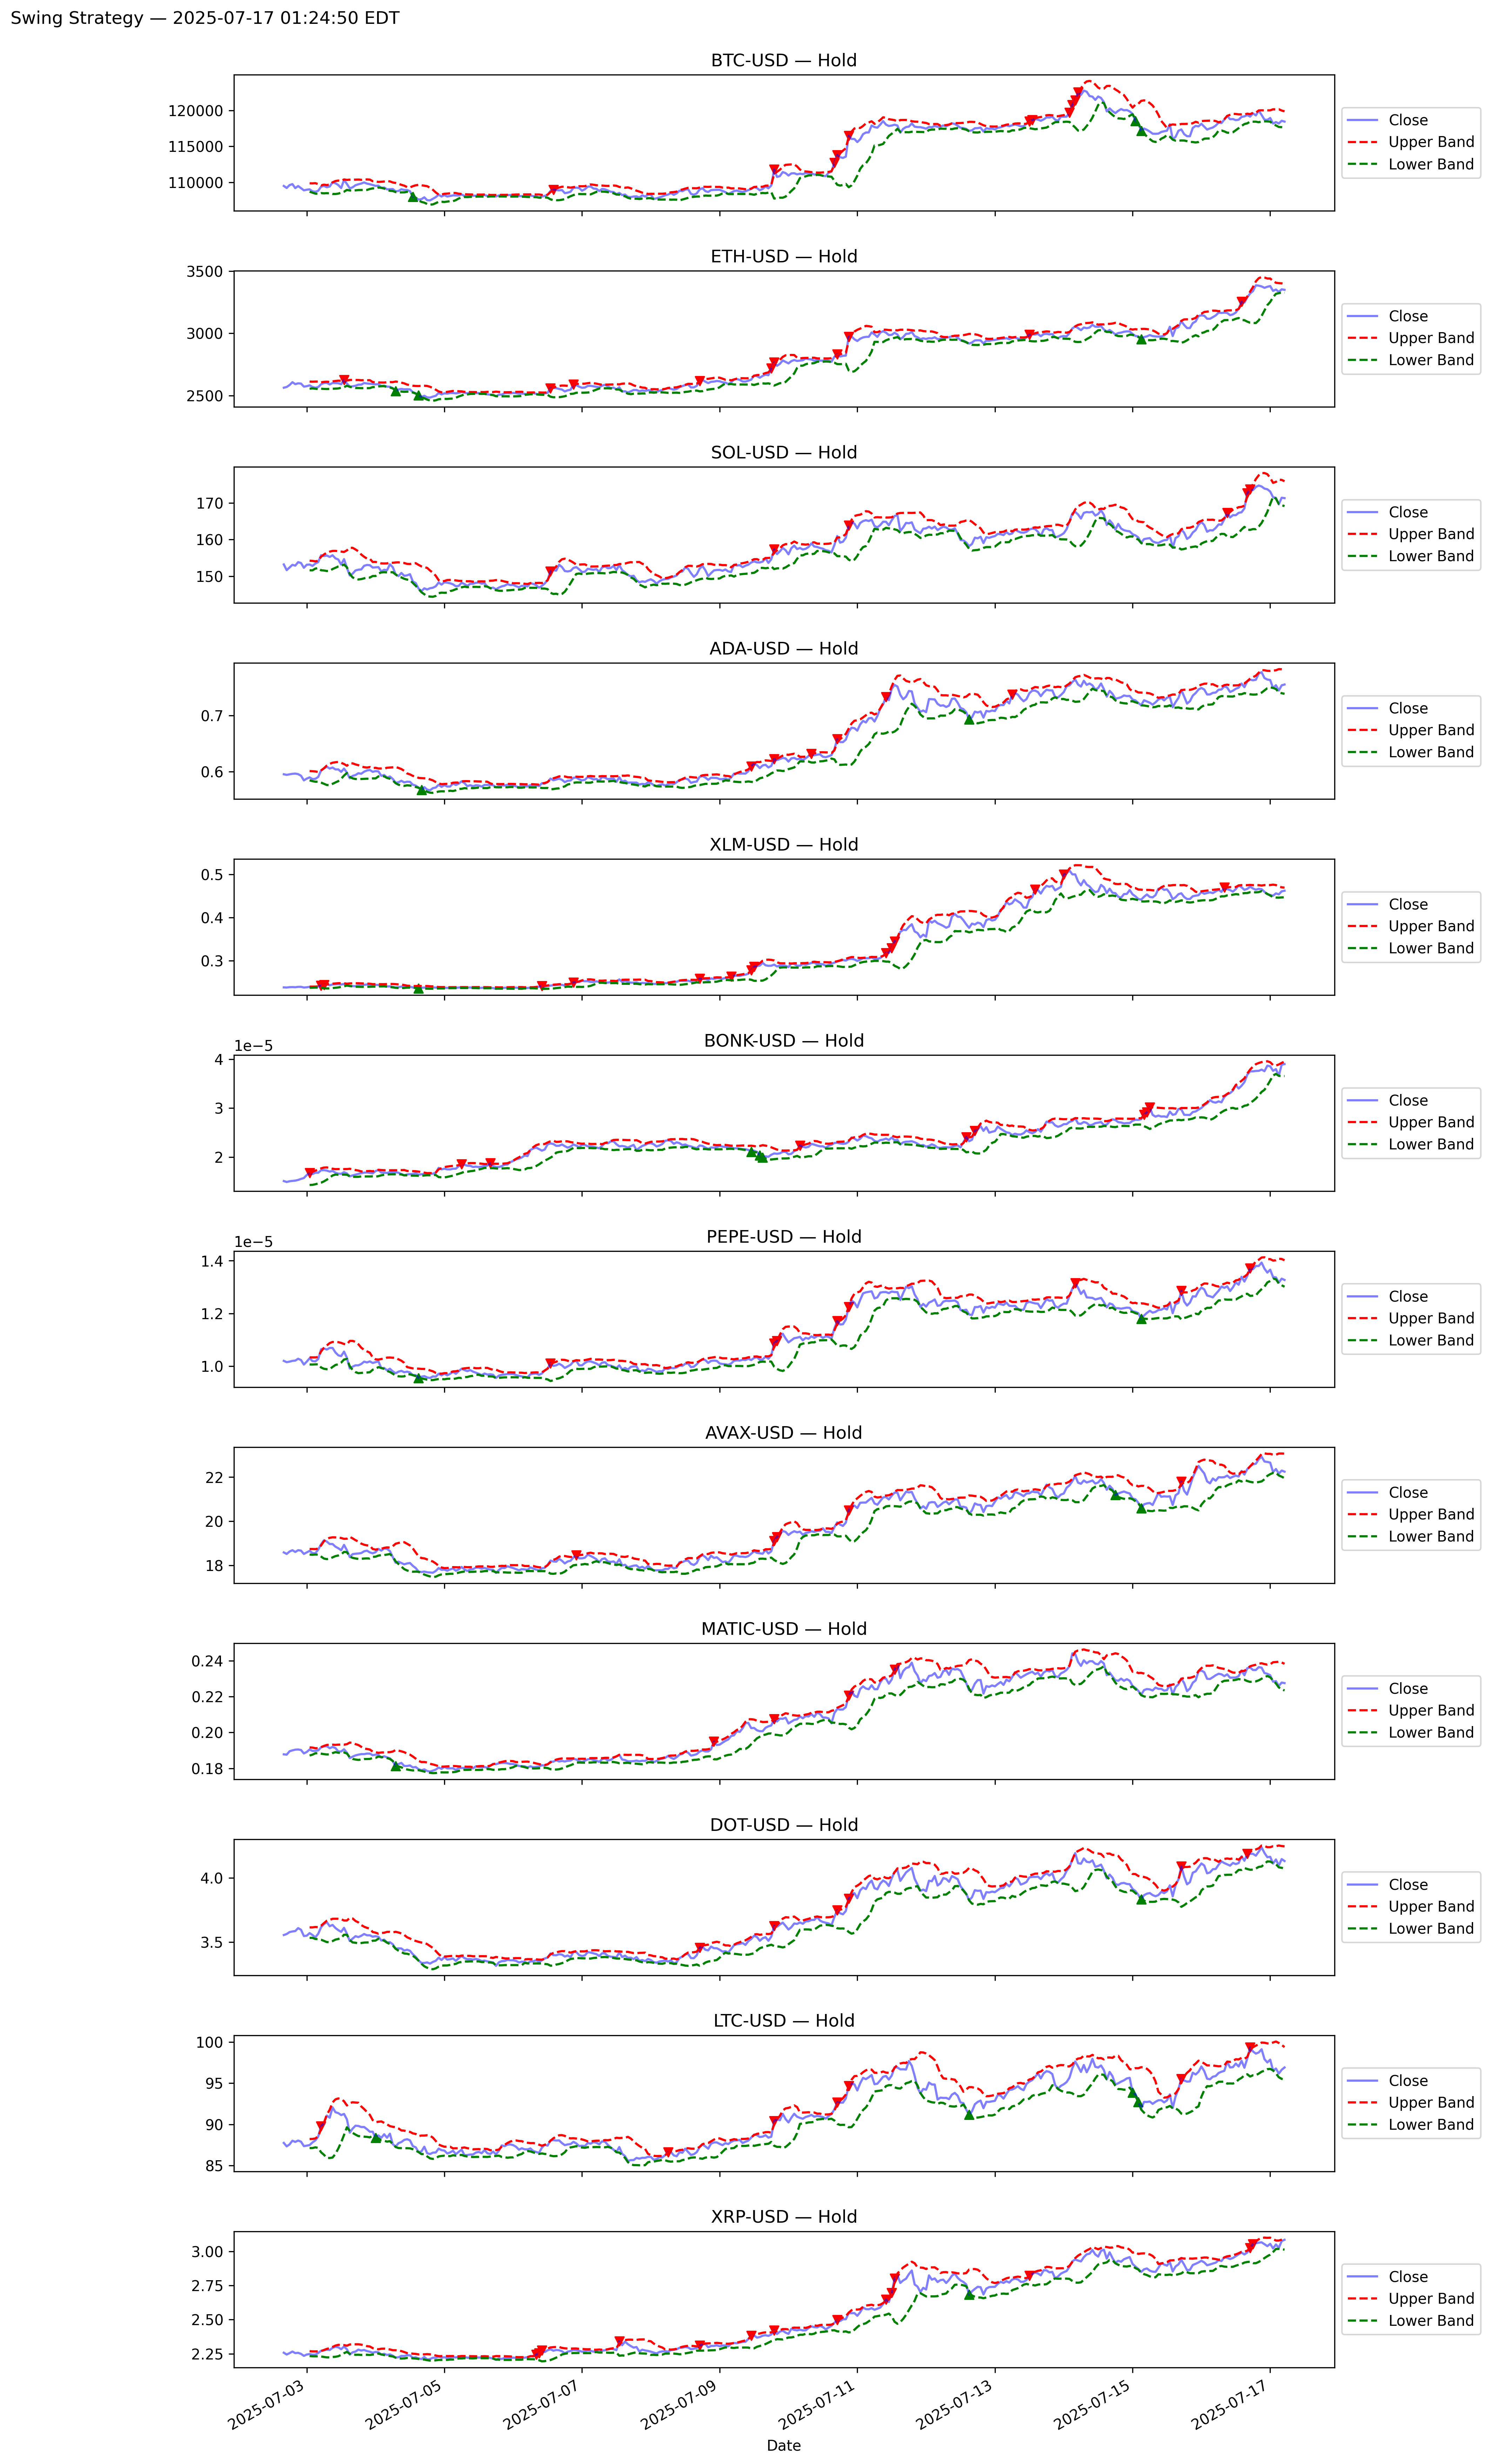 Swing Strategy — 2025-07-17 01:24:50 EDT
BTC-USD — Hold
120000
115000
110000
Close
Upper Band
Lower Band
ETH-USD — Hold
3500
3000
2500
Close
Upper Band
Lower Band
SOL-USD — Hold
170
160
150
Close
Upper Band
Lower Band
ADA-USD — Hold
0.7
0.6
Close
Upper Band
Lower Band
XLM-USD — Hold
0.5
0.4
0.3
Close
Upper Band
Lower Band
BONK-USD — Hold
1e−5
4
3
2
Close
Upper Band
Lower Band
PEPE-USD — Hold
1e−5
1.4
1.2
1.0
Close
Upper Band
Lower Band
AVAX-USD — Hold
22
20
18
Close
Upper Band
Lower Band
MATIC-USD — Hold
0.24
0.22
0.20
0.18
Close
Upper Band
Lower Band
DOT-USD — Hold
4.0
3.5
Close
Upper Band
Lower Band
LTC-USD — Hold
100
95
90
85
Close
Upper Band
Lower Band
XRP-USD — Hold
3.00
2.75
2.50
2.25
Close
Upper Band
Lower Band
2025-07-03
2025-07-05
2025-07-07
2025-07-09
2025-07-11
2025-07-13
2025-07-15
2025-07-17
Date